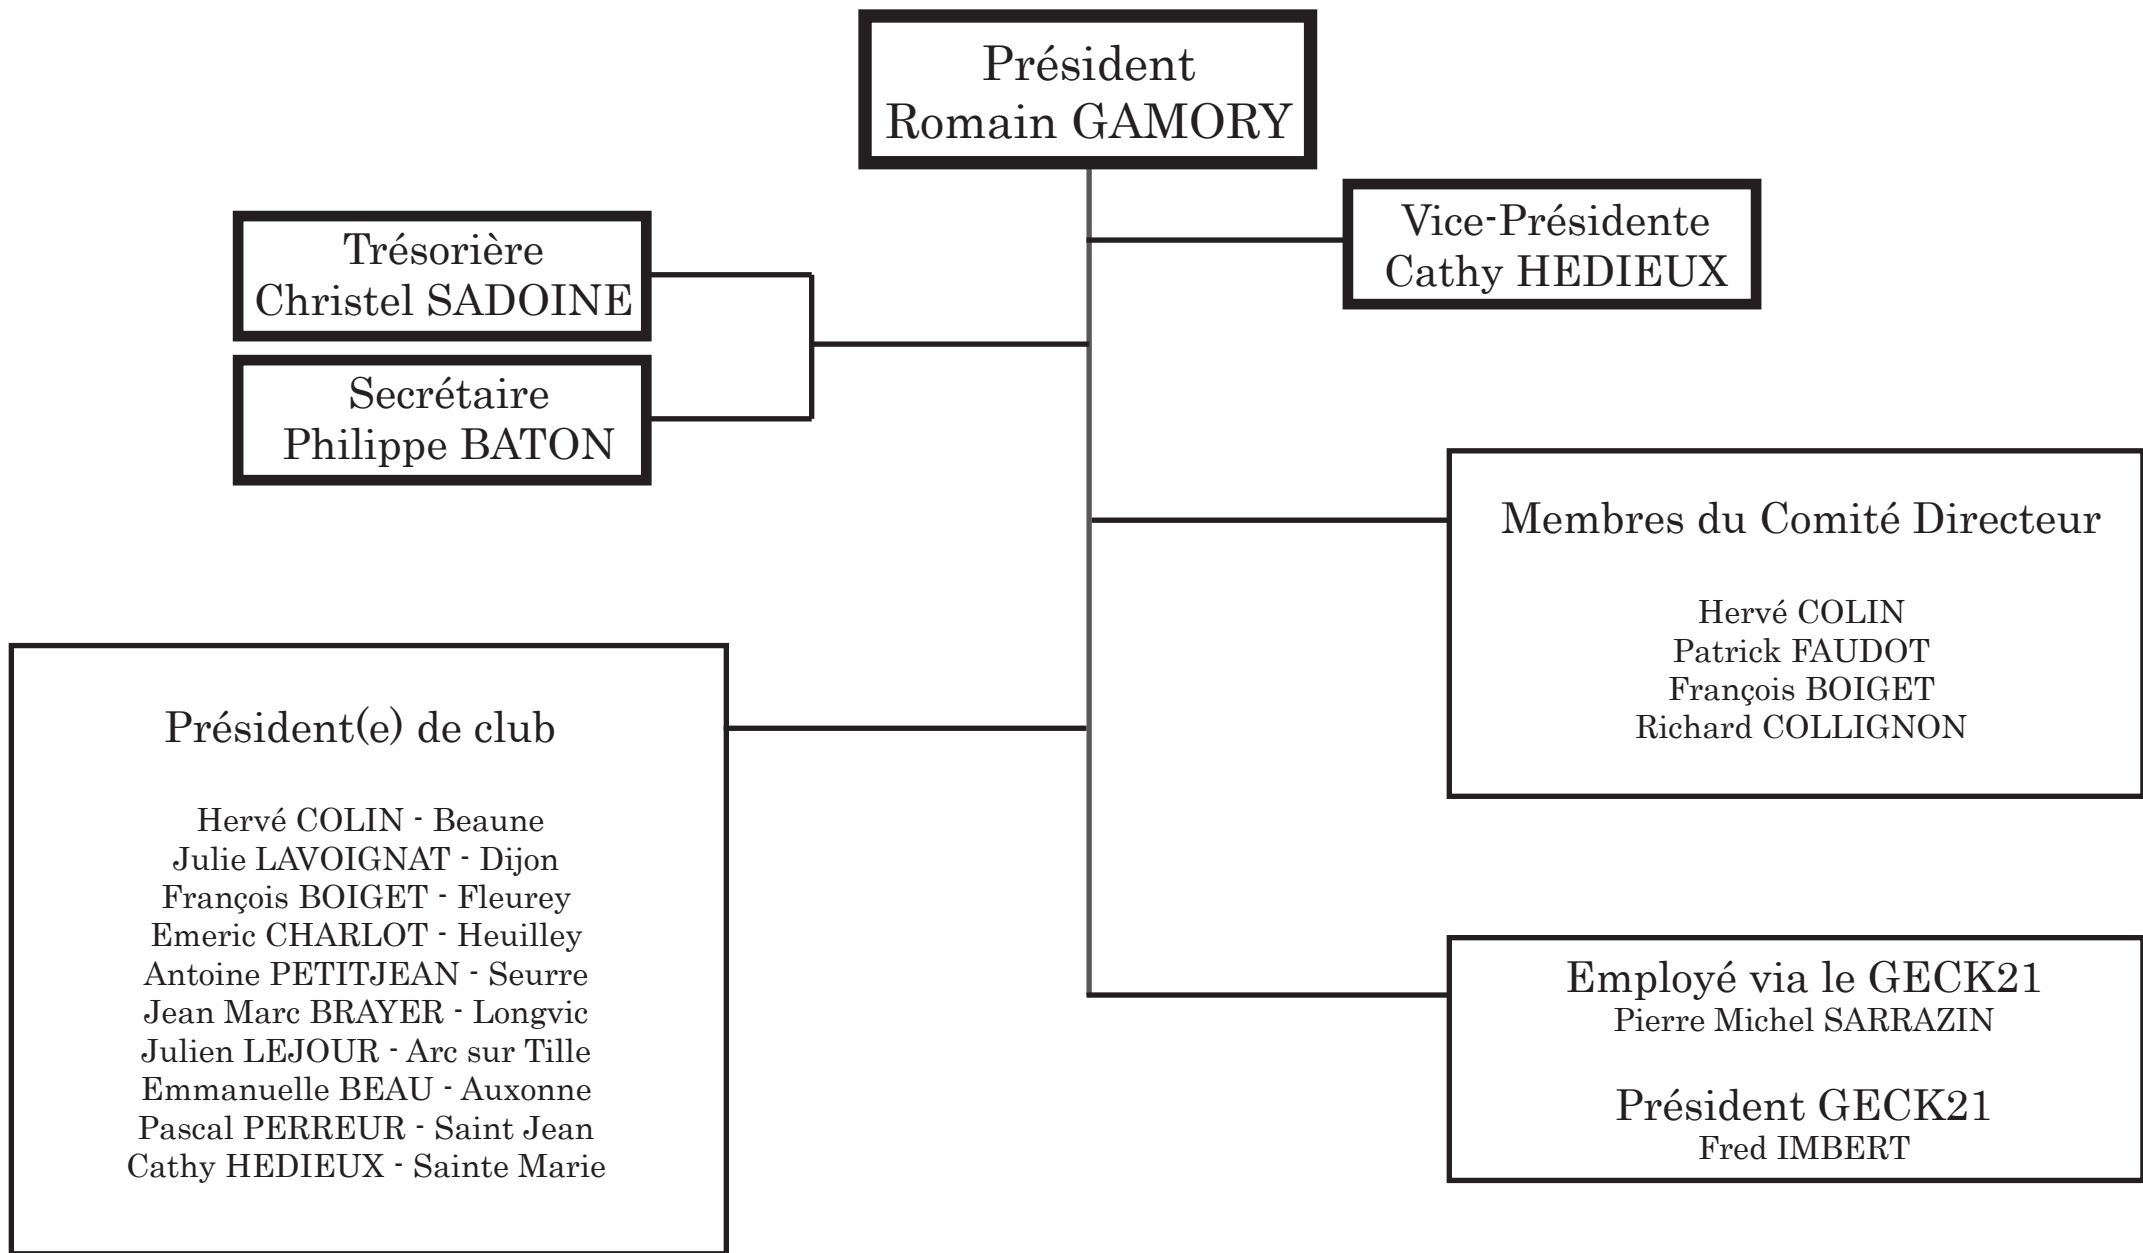 Président
Romain GAMORY
Vice-Présidente
Cathy HEDIEUX
Trésorière
Christel SADOINE
Secrétaire
Philippe BATON
Membres du Comité Directeur
Hervé COLIN
Patrick FAUDOT
François BOIGET
Richard COLLIGNON
Président(e) de club
Hervé COLIN - Beaune
Julie LAVOIGNAT - Dijon
François BOIGET - Fleurey
Emeric CHARLOT - Heuilley
Antoine PETITJEAN - Seurre
Jean Marc BRAYER - Longvic
Julien LEJOUR - Arc sur Tille
Emmanuelle BEAU - Auxonne
Pascal PERREUR - Saint Jean
Cathy HEDIEUX - Sainte Marie
Employé via le GECK21
Pierre Michel SARRAZIN
Président GECK21
Fred IMBERT